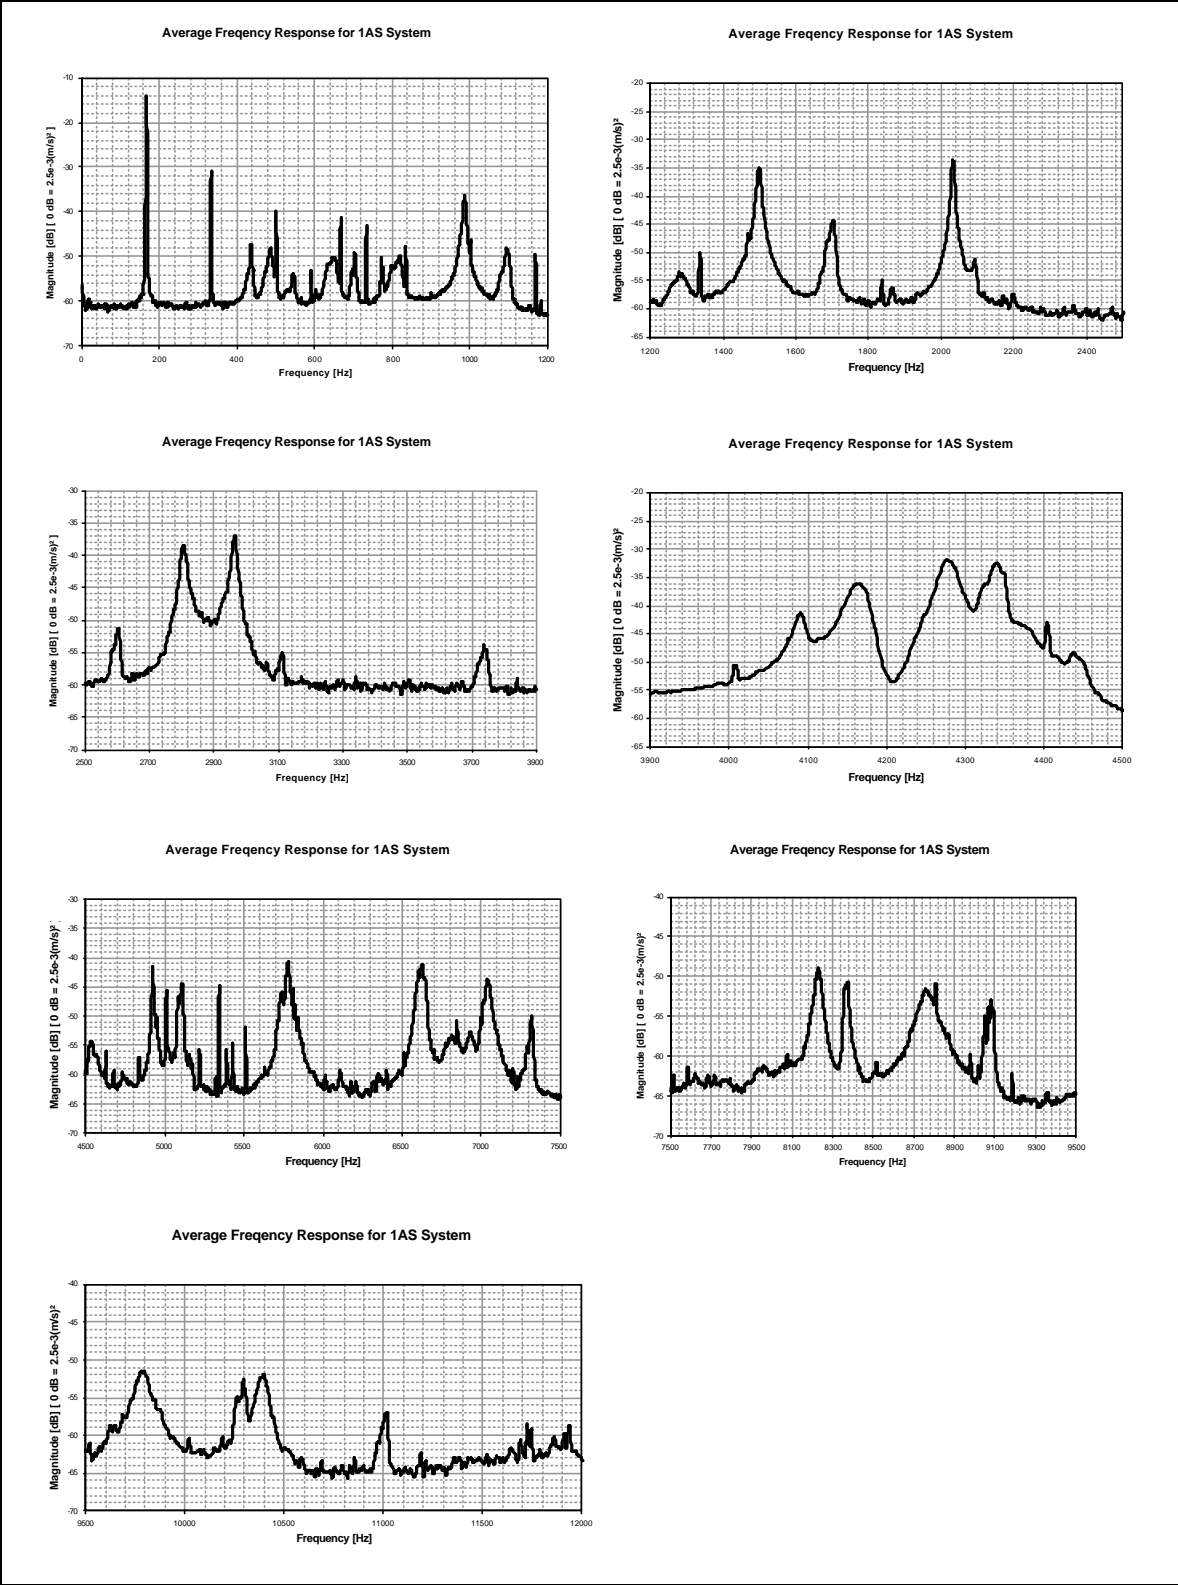 Average Freqency Response for 1AS System
Magnitude [dB] [ 0 dB = 2.5e-3(m/s)² ]
-10
-20
-30
-40
-50
-60
-70
0 200 400 600 800 1000 1200
Frequency [Hz]
Average Freqency Response for 1AS System
Magnitude [dB] [ 0 dB = 2.5e-3(m/s)²
-20
-25
-30
-35
-40
-45
-50
-55
-60
-65
1200 1400 1600 1800 2000 2200 2400
Frequency [Hz]
Average Freqency Response for 1AS System
Magnitude [dB] [ 0 dB = 2.5e-3(m/s)² ]
-30
-35
-40
-45
-50
-55
-60
-65
-70
2500 2700 2900 3100 3300 3500 3700 3900
Frequency [Hz]
Average Freqency Response for 1AS System
Magnitude [dB] [ 0 dB = 2.5e-3(m/s)²
-20
-25
-30
-35
-40
-45
-50
-55
-60
-65
3900 4000 4100 4200 4300 4400 4500
Frequency [Hz]
Average Freqency Response for 1AS System
Magnitude [dB] [ 0 dB = 2.5e-3(m/s)²
-30
-35
-40
-45
-50
-55
-60
-65
-70
4500 5000 5500 6000 6500 7000 7500
Frequency [Hz]
Average Freqency Response for 1AS System
Magnitude [dB] [ 0 dB = 2.5e-3(m/s)²
-40
-45
-50
-55
-60
-65
-70
7500 7700 7900 8100 8300 8500 8700 8900 9100 9300 9500
Frequency [Hz]
Average Freqency Response for 1AS System
Magnitude [dB] [ 0 dB = 2.5e-3(m/s)²
-40
-45
-50
-55
-60
-65
-70
9500 10000 10500 11000 11500 12000
Frequency [Hz]